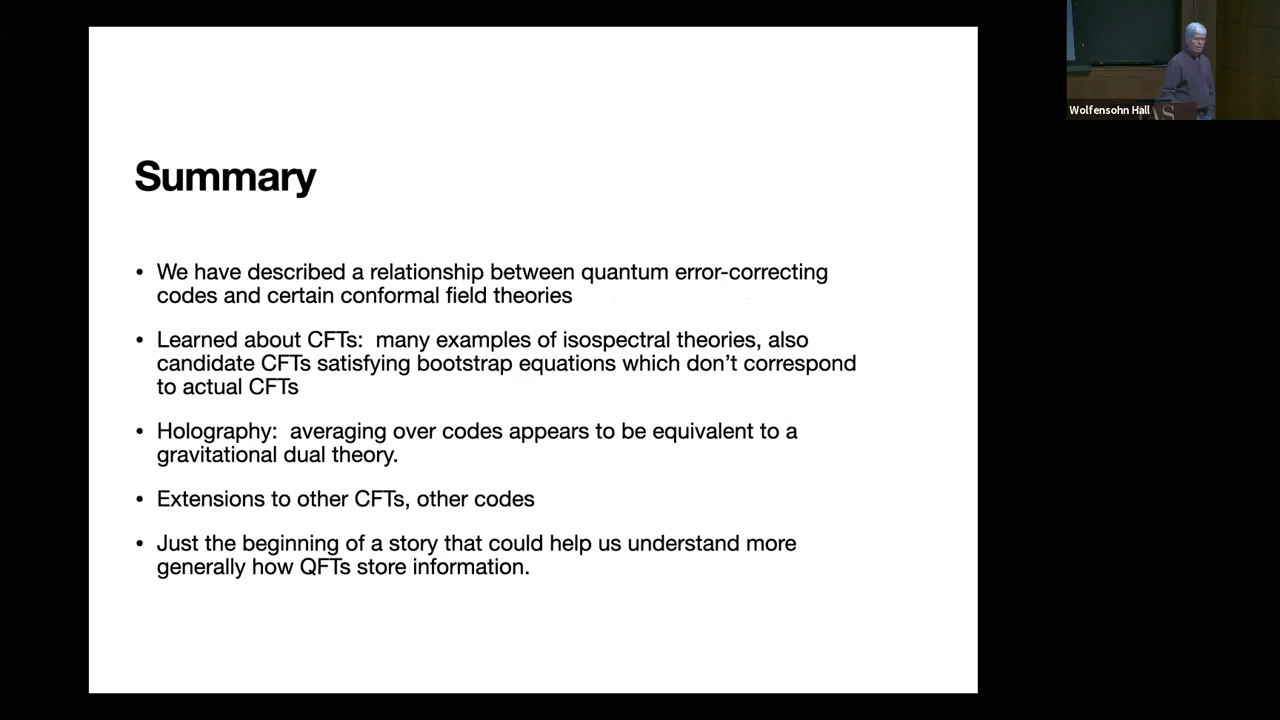 Summary
• We have described a relationship between quantum error-correcting
codes and certain conformal field theories
• Learned about CFTs:  many examples of isospectral theories, also
candidate CFTs satisfying bootstrap equations which don’t correspond
to actual CFTs
• Holography:  averaging over codes appears to be equivalent to a
gravitational dual theory.
• Extensions to other CFTs, other codes
• Just the beginning of a story that could help us understand more
generally how QFTs store information.
Wolfensohn Hall
IAS